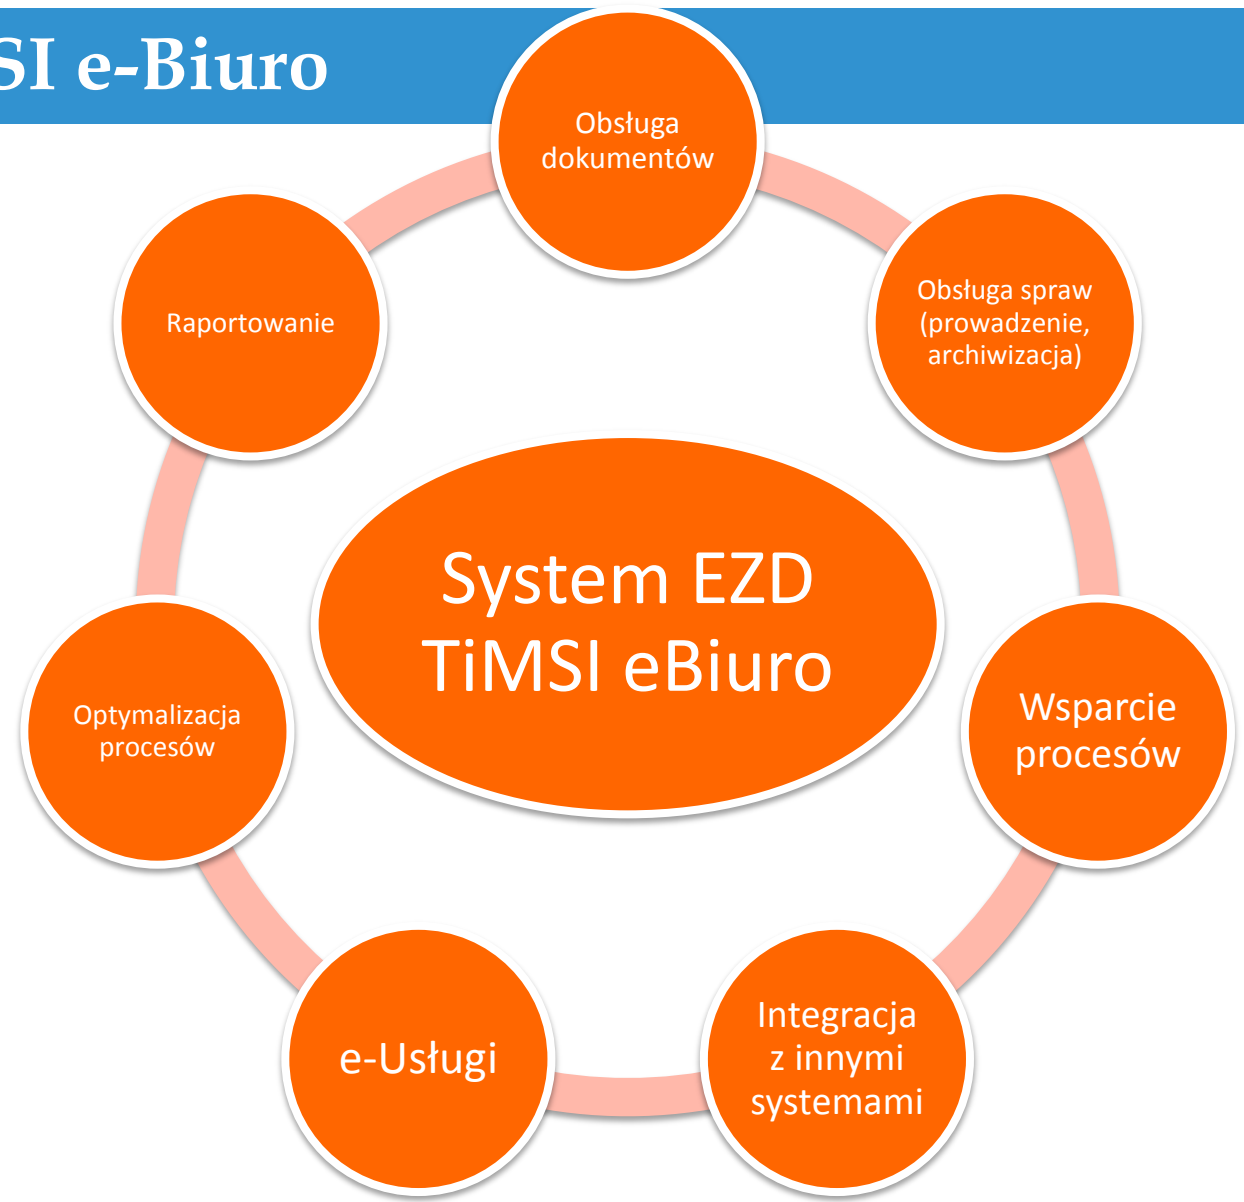 SI e-Biuro
Obsługa
dokumentów
Obsługa spraw
(prowadzenie,
archiwizacja)
Raportowanie
System EZD
TiMSI eBiuro
Wsparcie
procesów
Optymalizacja
procesów
Integracja
z innymi
systemami
e-Usługi